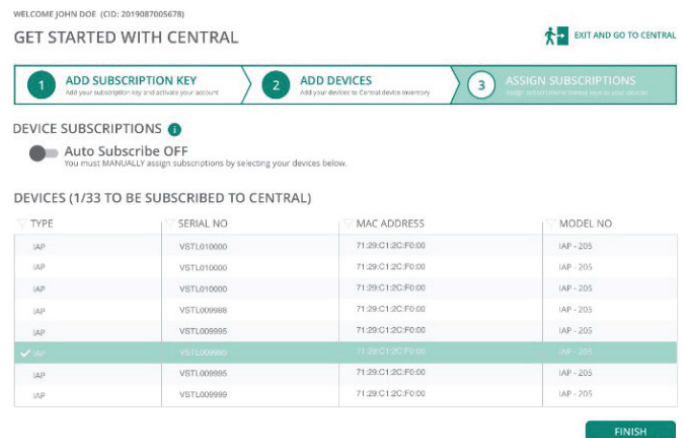 WELCOME JOHN DOE (CID: 2019087005678)
GET STARTED WITH CENTRAL
EXIT AND GO TO CENTRAL
1 ADD SUBSCRIPTION KEY
Add your subscription key and activate your account
2 ADD DEVICES
Add your devices to Central device inventory
3 ASSIGN SUBSCRIPTIONS
Assign subscriptions to your devices
DEVICE SUBSCRIPTIONS i
Auto Subscribe OFF
You must MANUALLY assign subscriptions by selecting your devices below.
DEVICES (1/33 TO BE SUBSCRIBED TO CENTRAL)
TYPE SERIAL NO MAC ADDRESS MODEL NO
IAP VSTL010000 71:29:C1:2C:F0:00 IAP - 205
IAP VSTL010000 71:29:C1:2C:F0:00 IAP - 205
IAP VSTL010000 71:29:C1:2C:F0:00 IAP - 205
IAP VSTL009988 71:29:C1:2C:F0:00 IAP - 205
IAP VSTL009995 71:29:C1:2C:F0:00 IAP - 205
IAP VSTL009995 71:29:C1:2C:F0:00 IAP - 205
IAP VSTL009995 71:29:C1:2C:F0:00 IAP - 205
IAP VSTL009999 71:29:C1:2C:F0:00 IAP - 205
FINISH